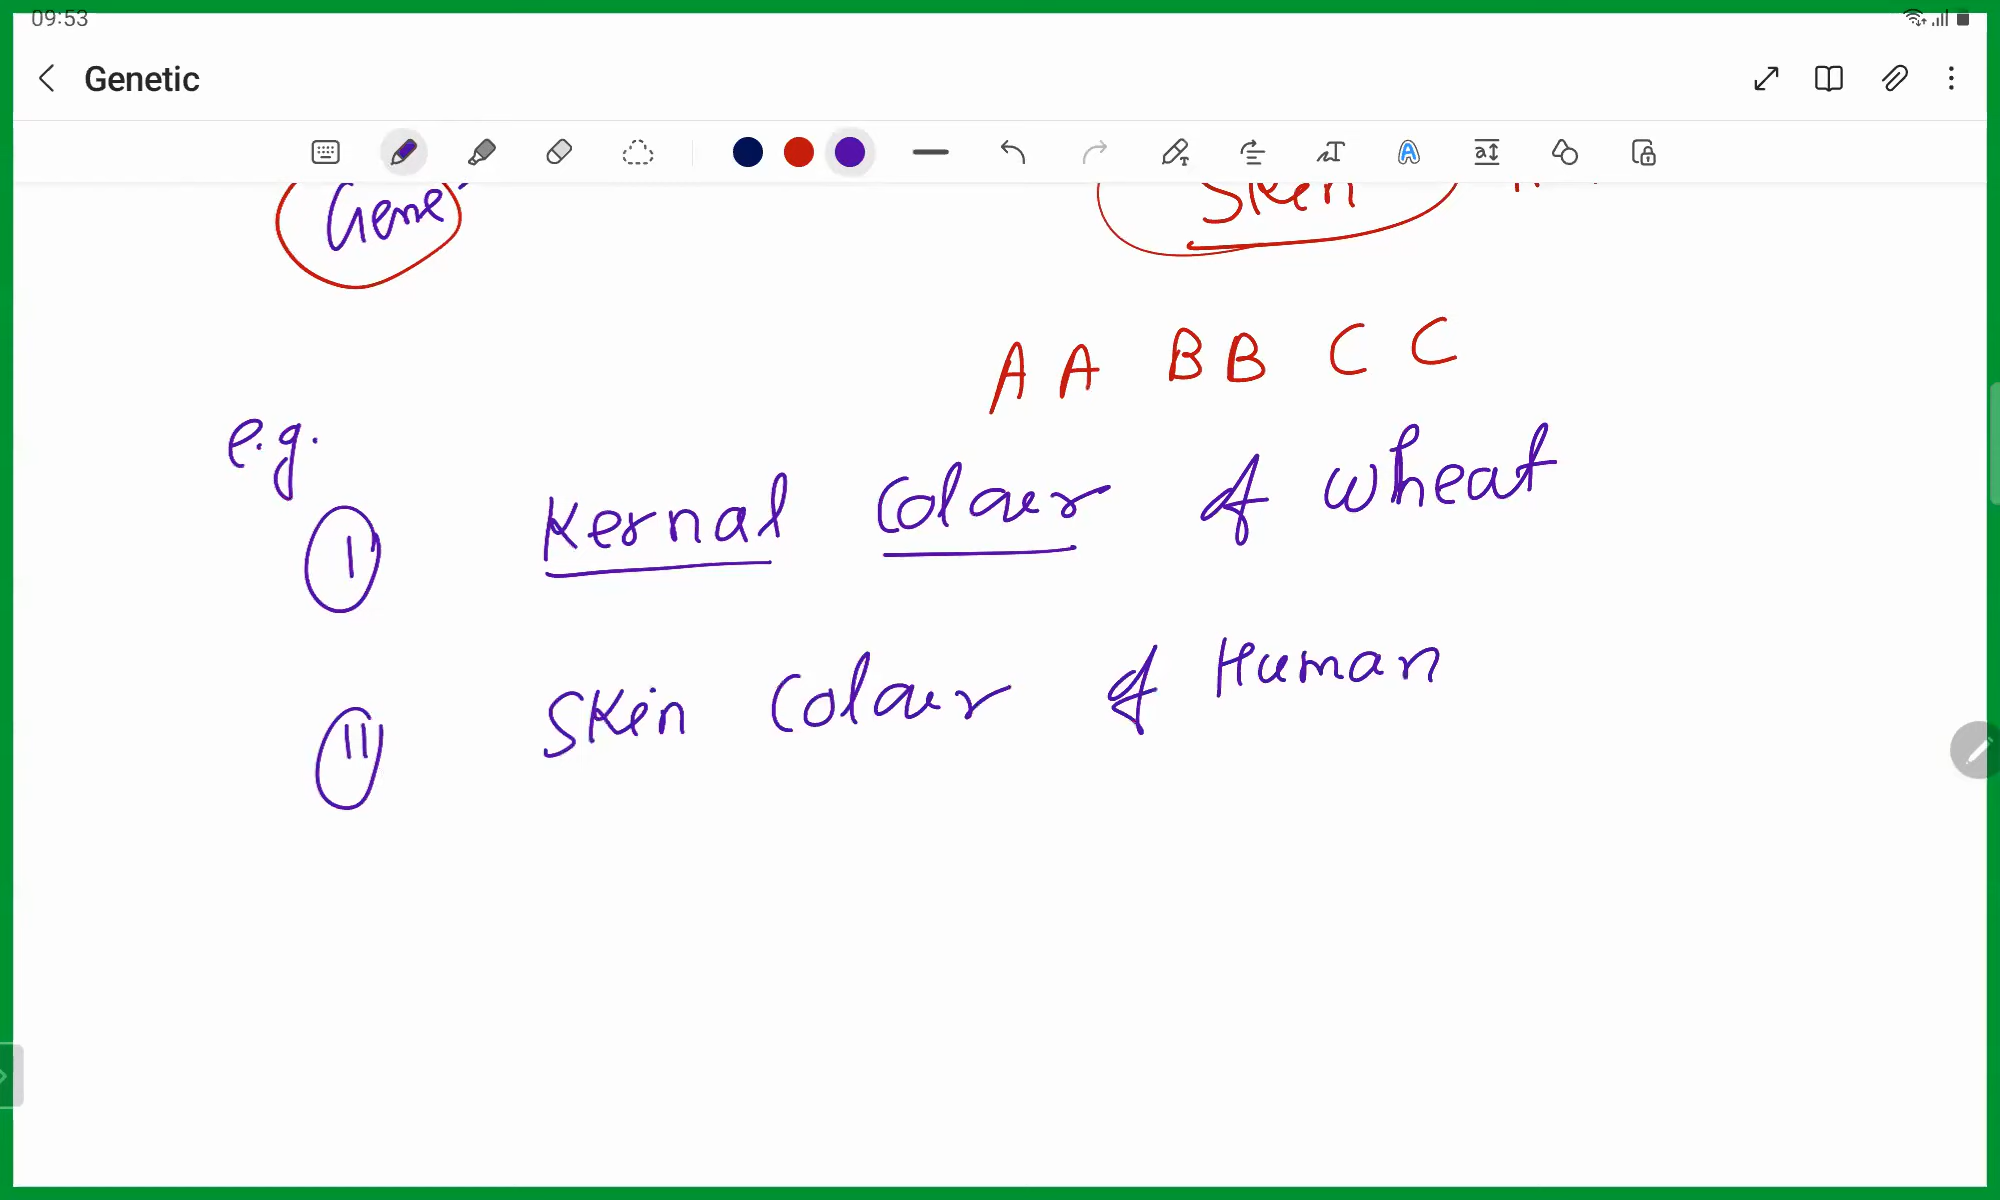 09:53
Genetic
Gene
Skin
A A B B C C
e.g.
I Kernal Colour of wheat
II Skin Colour of Human